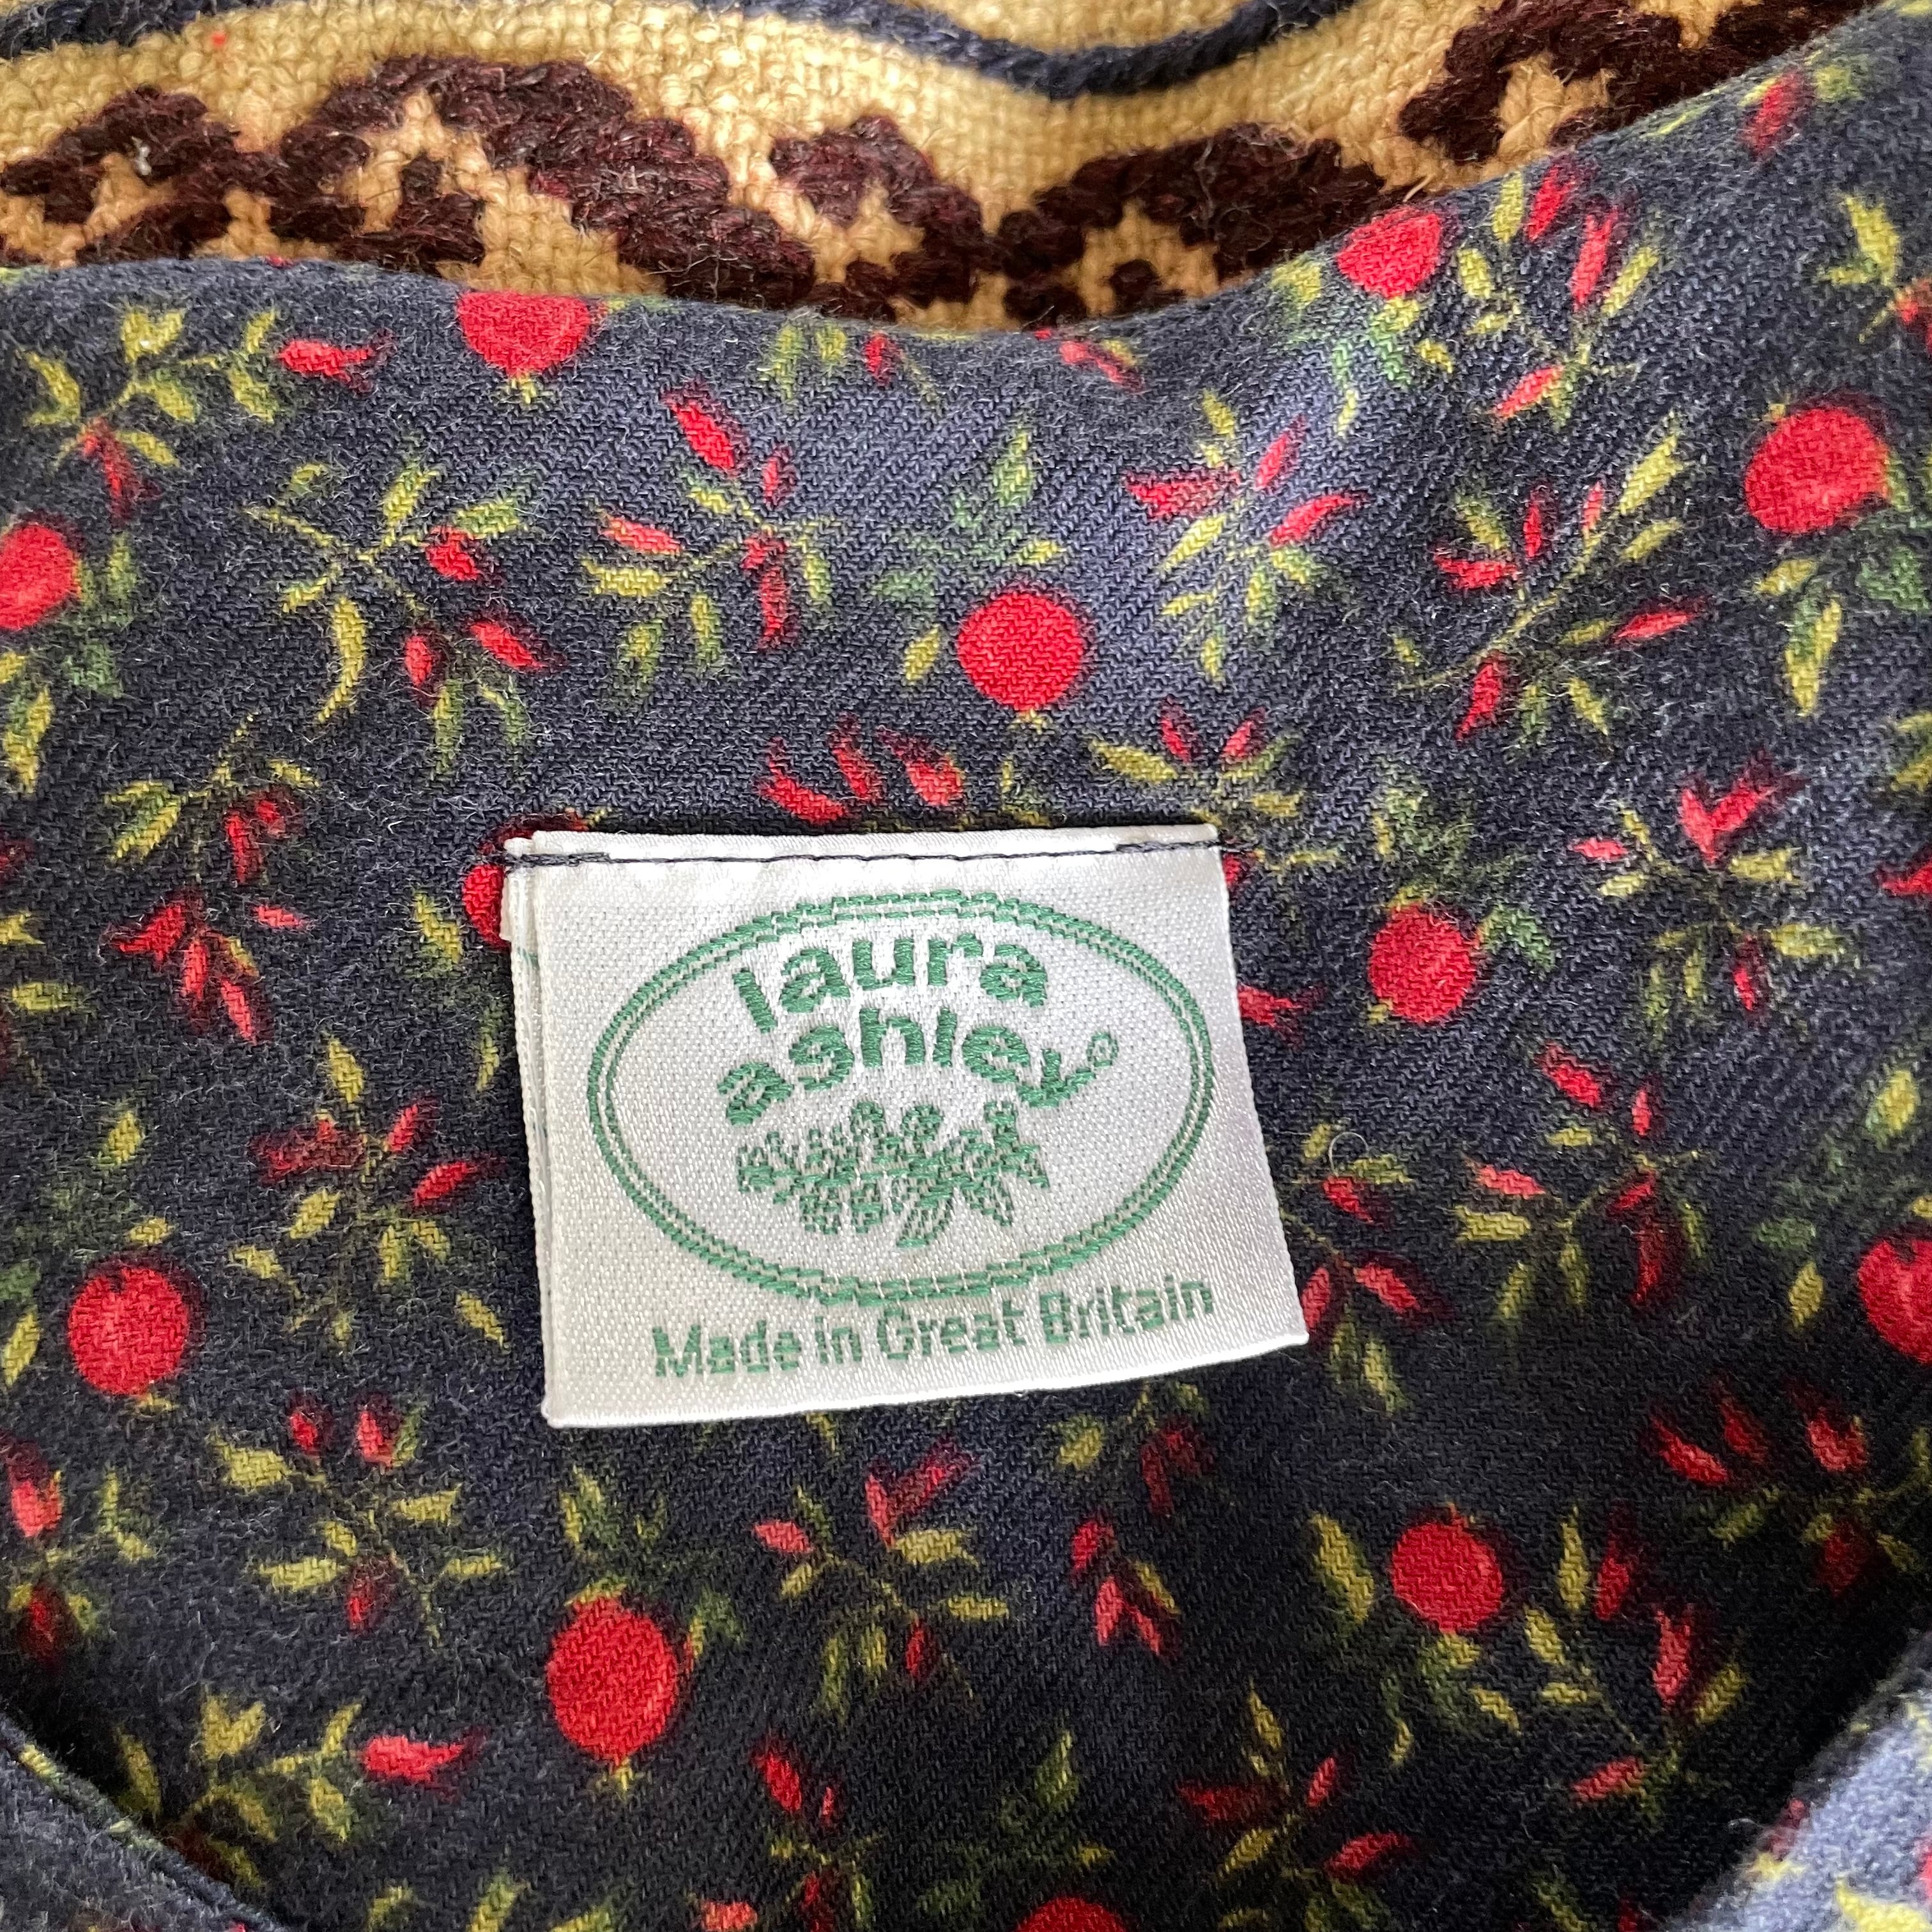 laura
ashley
Made in Great Britain